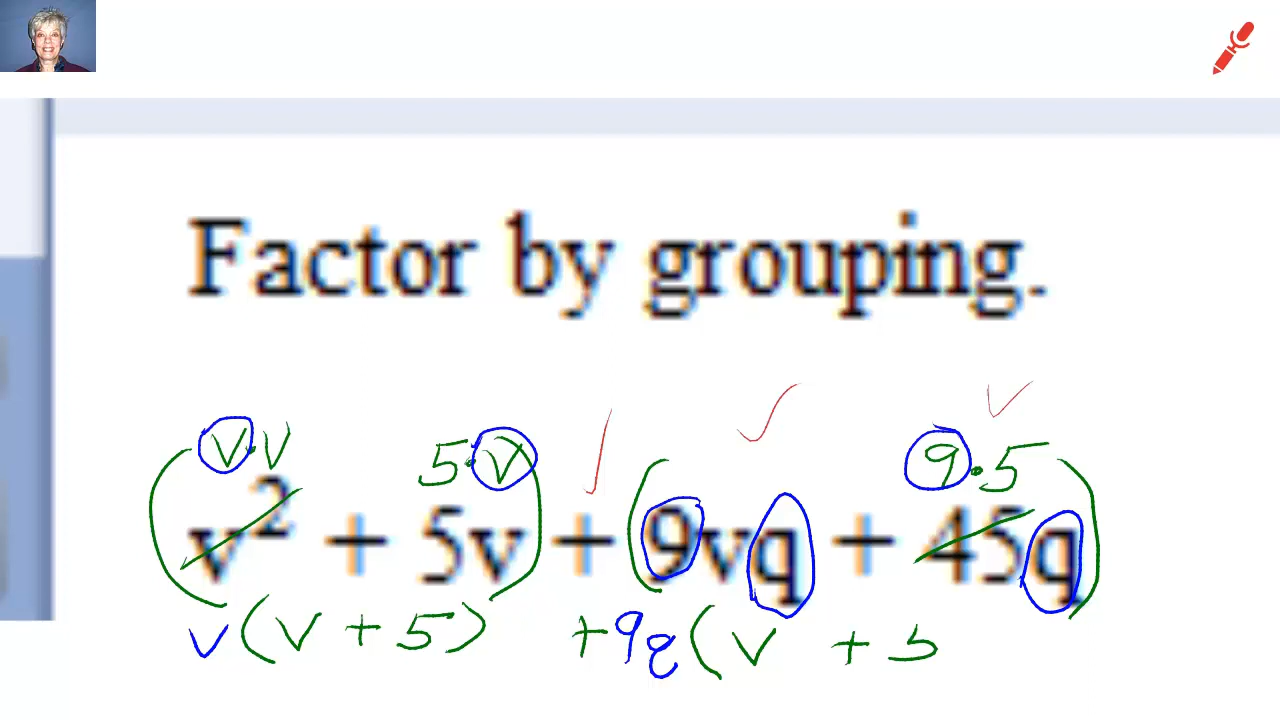 Factor by grouping.
v·v 5·v 9·5
(v² + 5v) + (9vq + 45q)
v(v + 5) +9q(v + 5